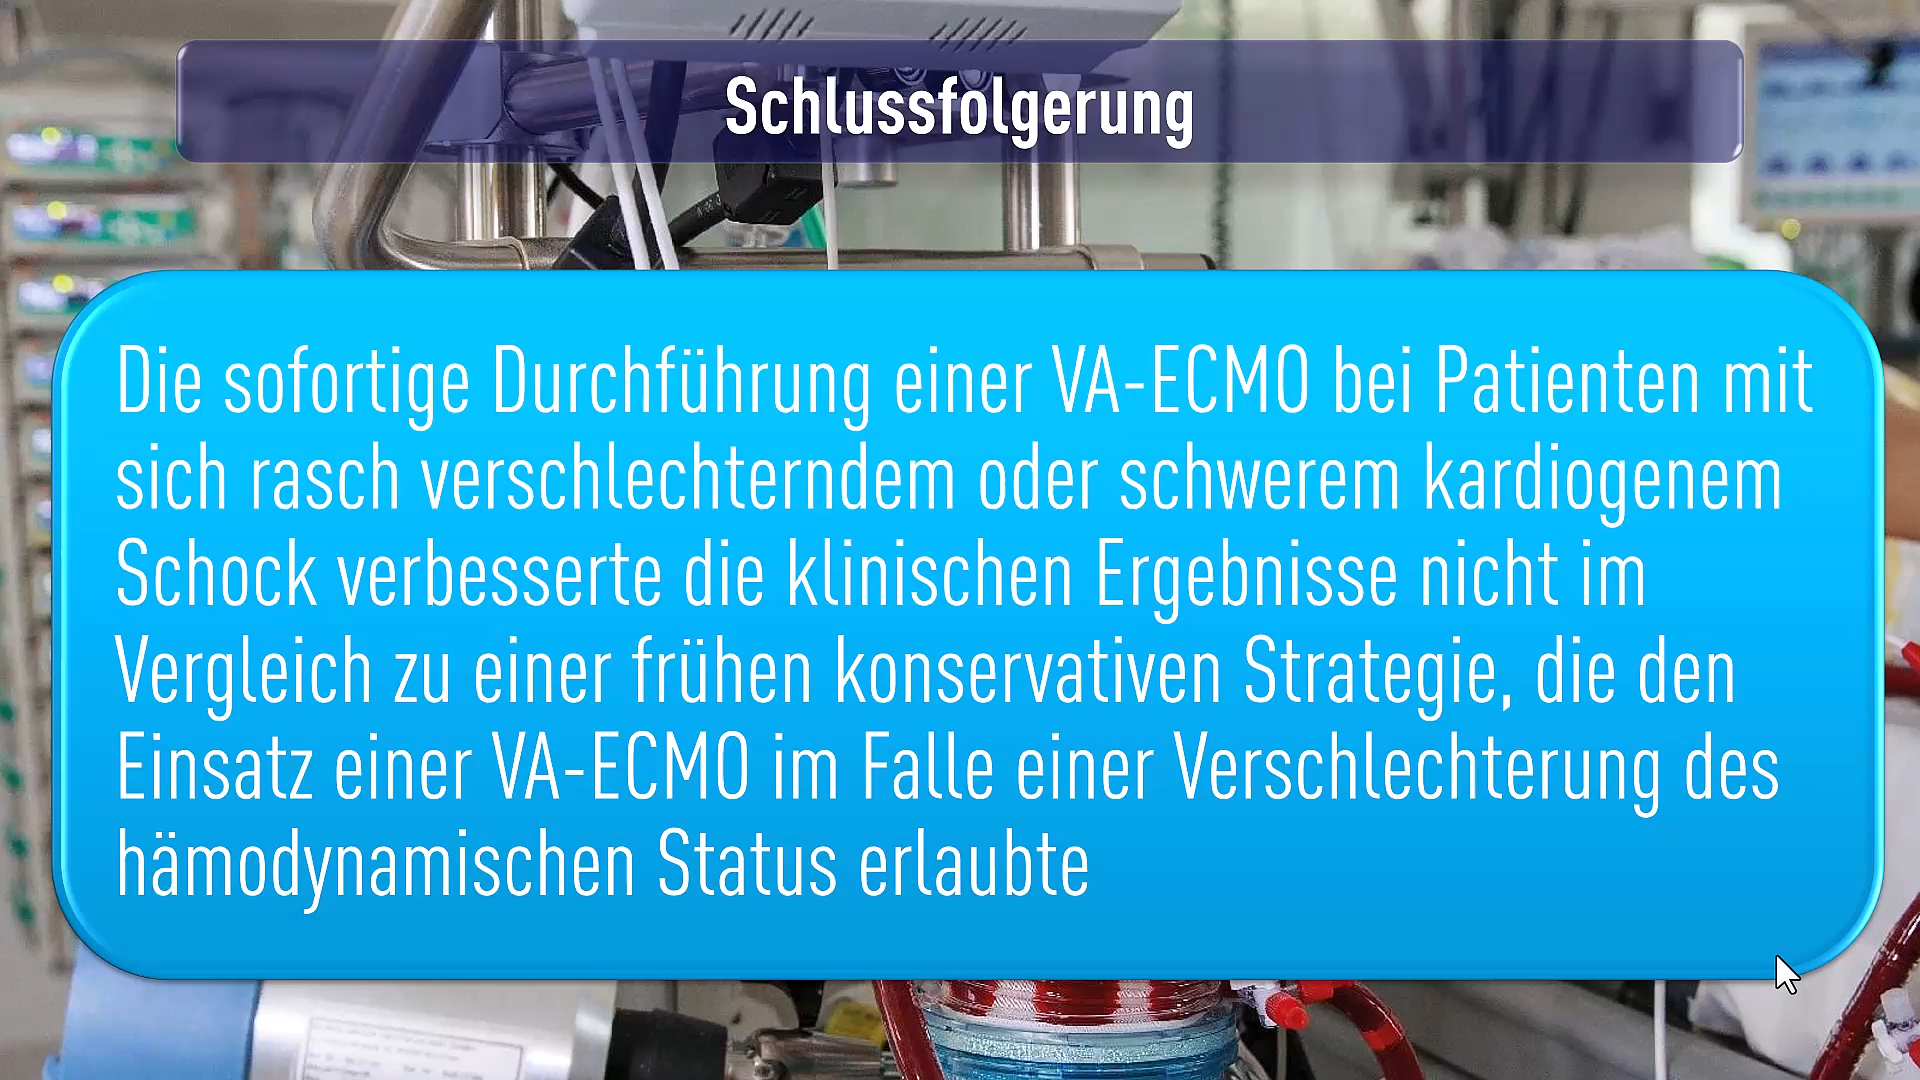 Schlussfolgerung
Die sofortige Durchführung einer VA-ECMO bei Patienten mit
sich rasch verschlechterndem oder schwerem kardiogenem
Schock verbesserte die klinischen Ergebnisse nicht im
Vergleich zu einer frühen konservativen Strategie, die den
Einsatz einer VA-ECMO im Falle einer Verschlechterung des
hämodynamischen Status erlaubte